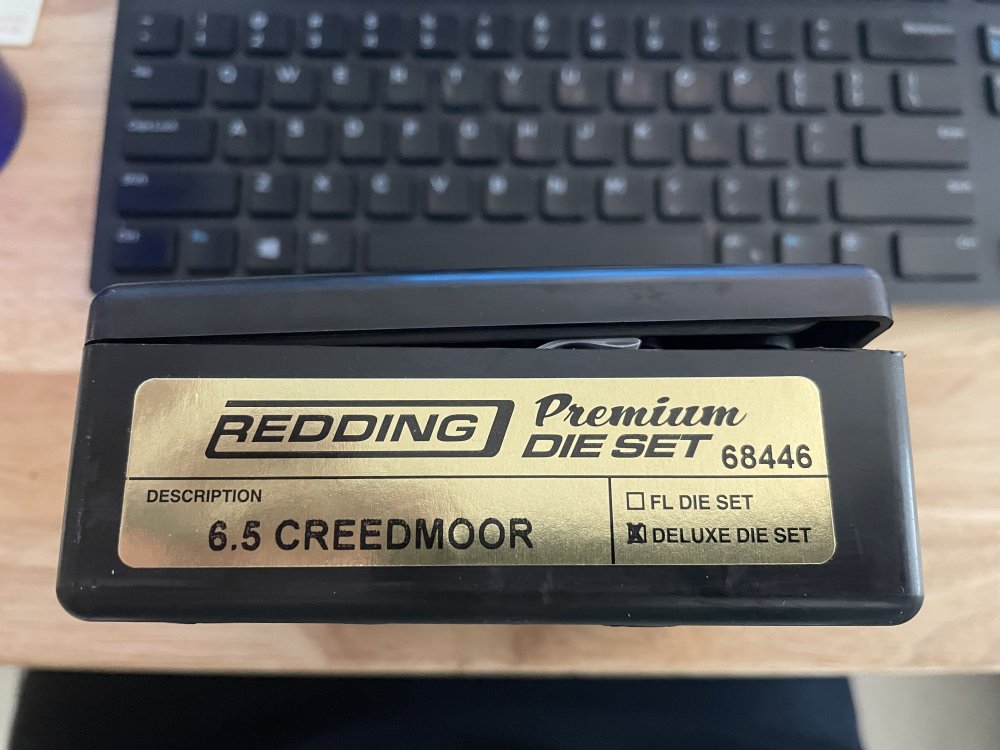 Q W E R T Y U I O P
A S D F G H J K L
Z X C V B N M
REDDING Premium
DIE SET 68446
DESCRIPTION
6.5 CREEDMOOR
☐ FL DIE SET
☒ DELUXE DIE SET